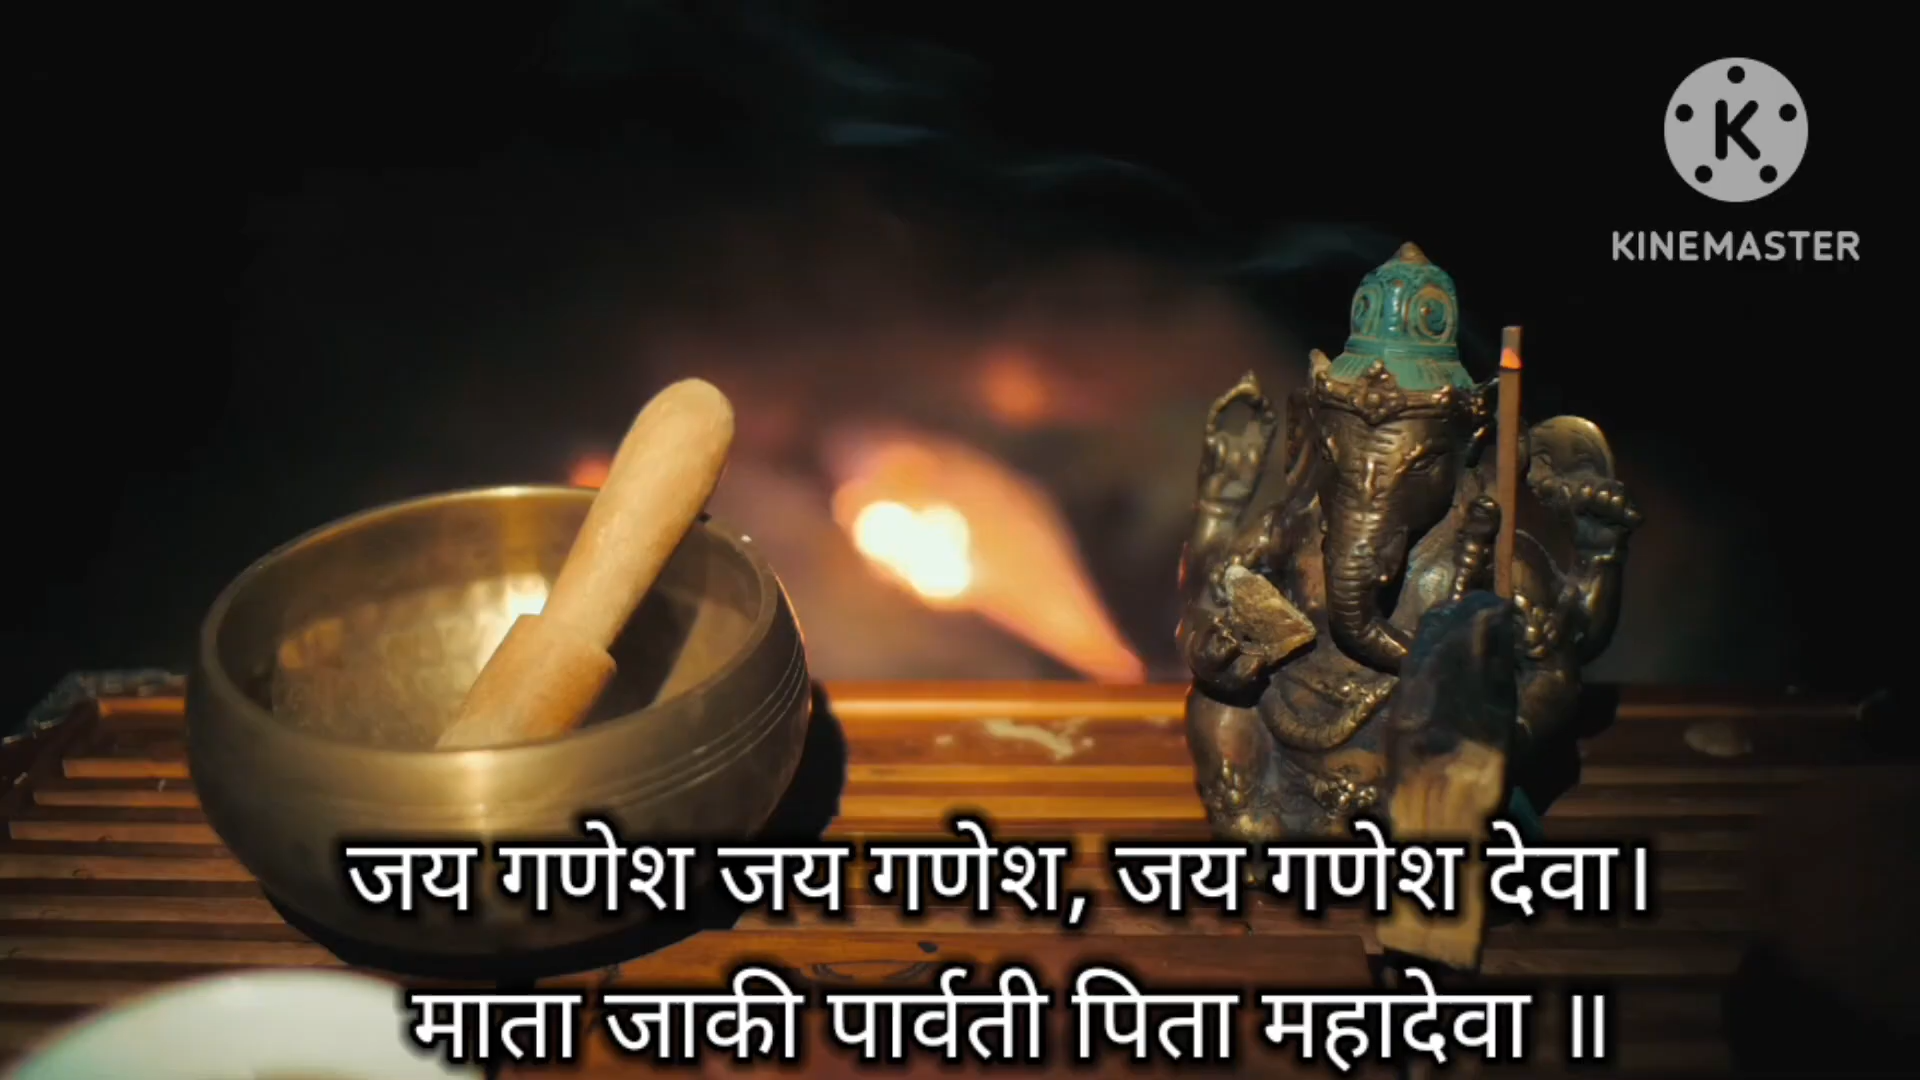 KINEMASTER
जय गणेश जय गणेश, जय गणेश देवा।
माता जाकी पार्वती पिता महादेवा ॥